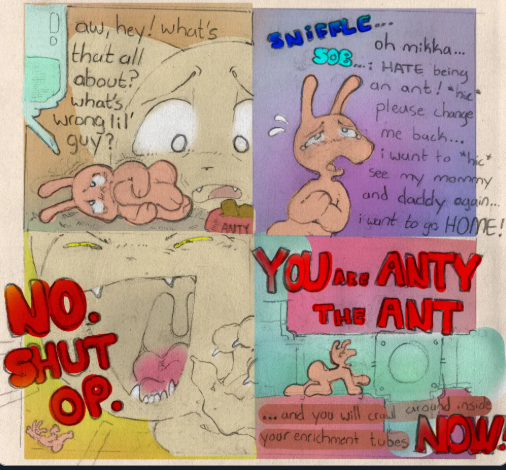 aw, hey! what's
that all
about?
what's
wrong lil'
guy?
ANTY
SNIFFLE...
SOB...
oh mikka...
i HATE being
an ant! *hic*
please change
me back...
i want to *hic*
see my mommy
and daddy again...
i want to go HOME!
NO.
SHUT
OP.
YOU ARE ANTY
THE ANT
...and you will crawl around inside
your enrichment tubes NOW!